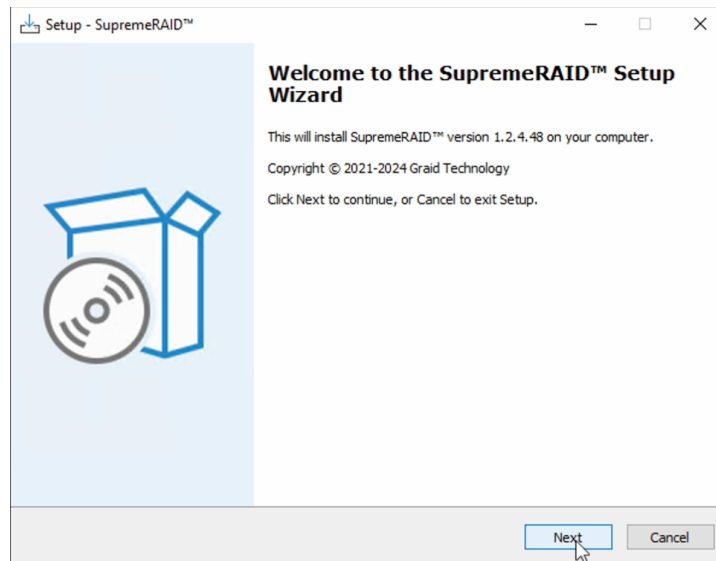 Setup - SupremeRAID™
Welcome to the SupremeRAID™ Setup
Wizard
This will install SupremeRAID™ version 1.2.4.48 on your computer.
Copyright © 2021-2024 Graid Technology
Click Next to continue, or Cancel to exit Setup.
Next
Cancel